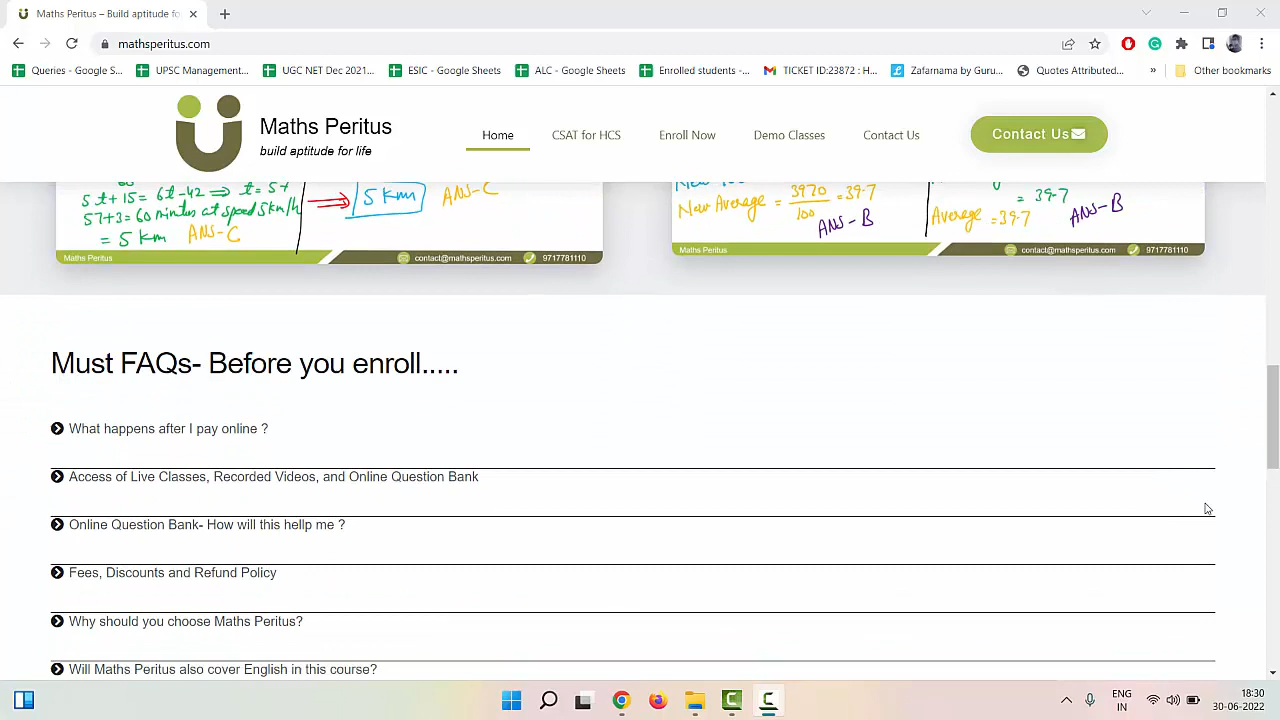 Maths Peritus – Build aptitude fo
mathsperitus.com
Queries - Google S...
UPSC Management...
UGC NET Dec 2021...
ESIC - Google Sheets
ALC - Google Sheets
Enrolled students -...
TICKET ID:23872 : H...
Zafarnama by Guru...
Quotes Attributed...
»
Other bookmarks
Maths Peritus
build aptitude for life
Home
CSAT for HCS
Enroll Now
Demo Classes
Contact Us
Contact Us
5t+15= 6t-42 ⇒ t= 57
57+3= 60 minutes at speed 5km/h
= 5 km ANS-C
5 km ANS-C
New Average = 3970/100 = 39.7
ANS-B
= 39.7
Average = 39.7
ANS-B
Maths Peritus
contact@mathsperitus.com
9717781110
Maths Peritus
contact@mathsperitus.com
9717781110
Must FAQs- Before you enroll.....
What happens after I pay online ?
Access of Live Classes, Recorded Videos, and Online Question Bank
Online Question Bank- How will this hellp me ?
Fees, Discounts and Refund Policy
Why should you choose Maths Peritus?
Will Maths Peritus also cover English in this course?
ENG
IN
18:30
30-06-2022